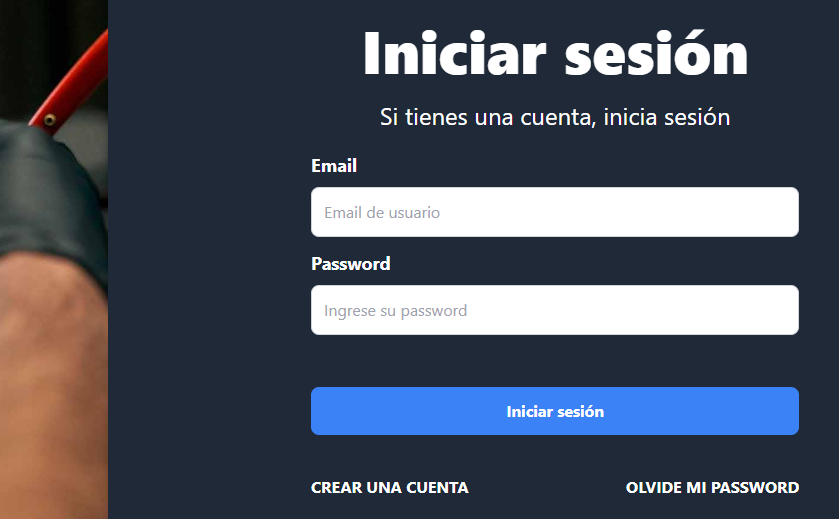 Iniciar sesión
Si tienes una cuenta, inicia sesión
Email
Email de usuario
Password
Ingrese su password
Iniciar sesión
CREAR UNA CUENTA
OLVIDE MI PASSWORD